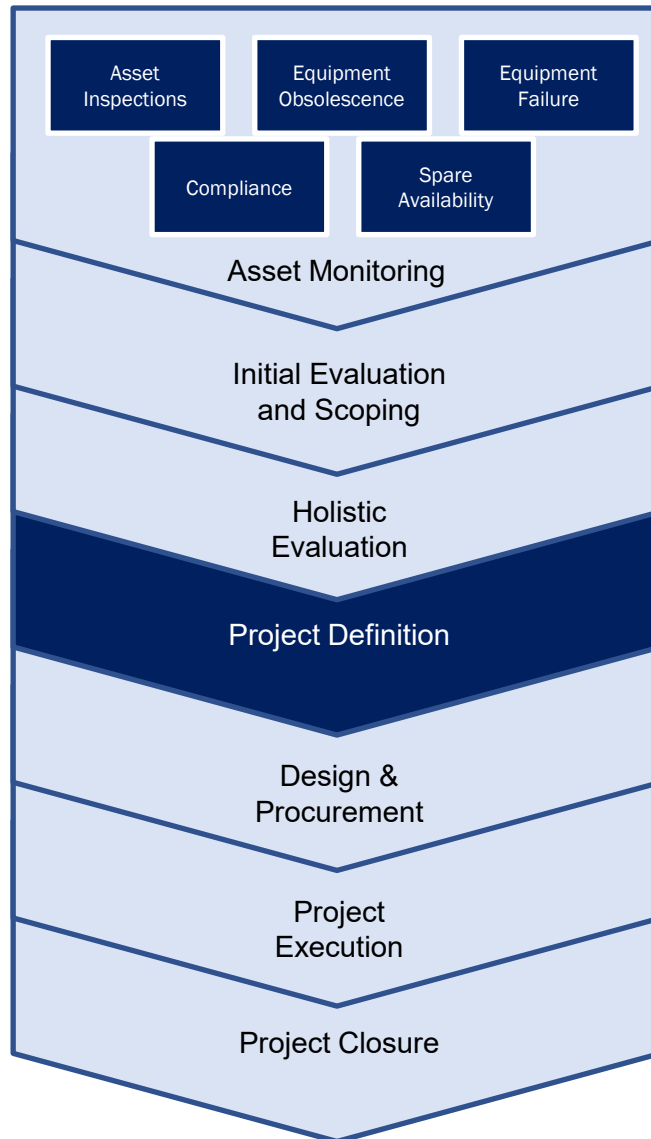 Asset
Inspections
Equipment
Obsolescence
Equipment
Failure
Compliance
Spare
Availability
Asset Monitoring
Initial Evaluation
and Scoping
Holistic
Evaluation
Project Definition
Design &
Procurement
Project
Execution
Project Closure